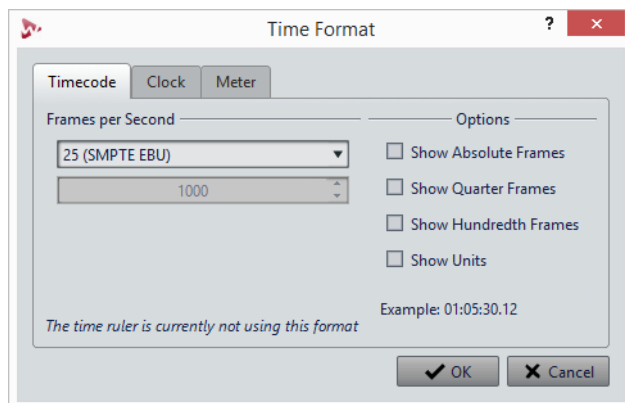 Time Format
?
×
Timecode
Clock
Meter
Frames per Second
25 (SMPTE EBU)
1000
The time ruler is currently not using this format
Options
Show Absolute Frames
Show Quarter Frames
Show Hundredth Frames
Show Units
Example: 01:05:30.12
OK
Cancel